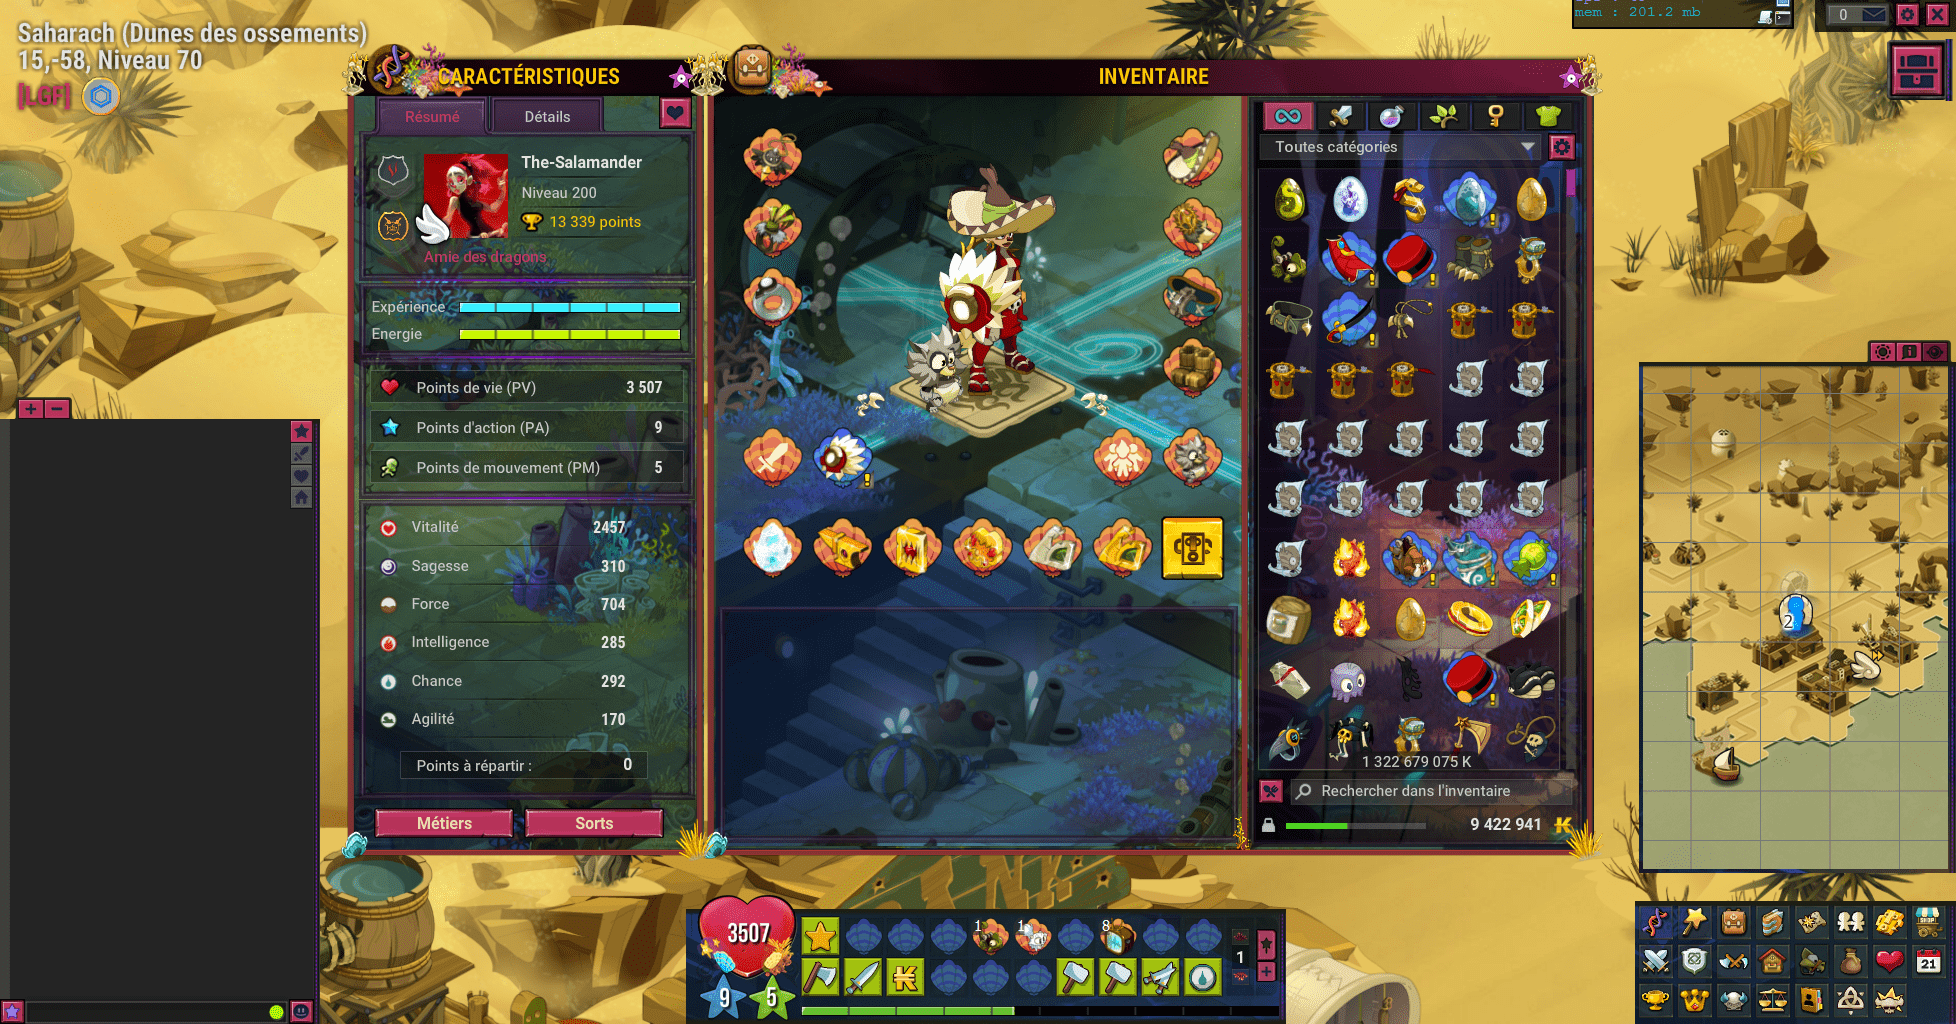 Saharach (Dunes des ossements)
15,-58, Niveau 70
[LGF]
mem : 201.2 mb
0
CARACTÉRISTIQUES
Résumé
Détails
The-Salamander
Niveau 200
13 339 points
Amie des dragons
Expérience
Energie
Points de vie (PV) 3 507
Points d'action (PA) 9
Points de mouvement (PM) 5
Vitalité 2457
Sagesse 310
Force 704
Intelligence 285
Chance 292
Agilité 170
Points à répartir : 0
Métiers
Sorts
INVENTAIRE
Toutes catégories
1 322 679 075 K
Rechercher dans l'inventaire
9 422 941
2
3507
9
5
1
1
8
1
SHOP
21